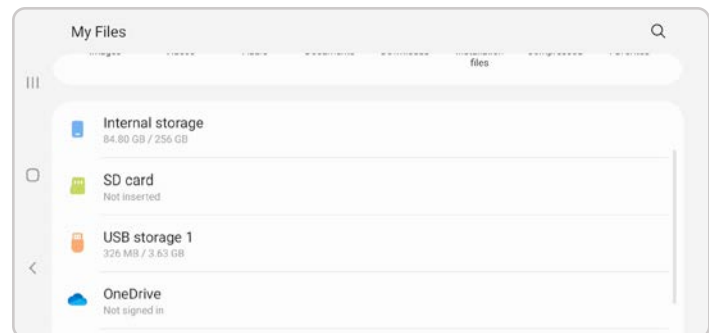 My Files
files
Internal storage
84.80 GB / 256 GB
SD card
Not inserted
USB storage 1
326 MB / 3.63 GB
OneDrive
Not signed in